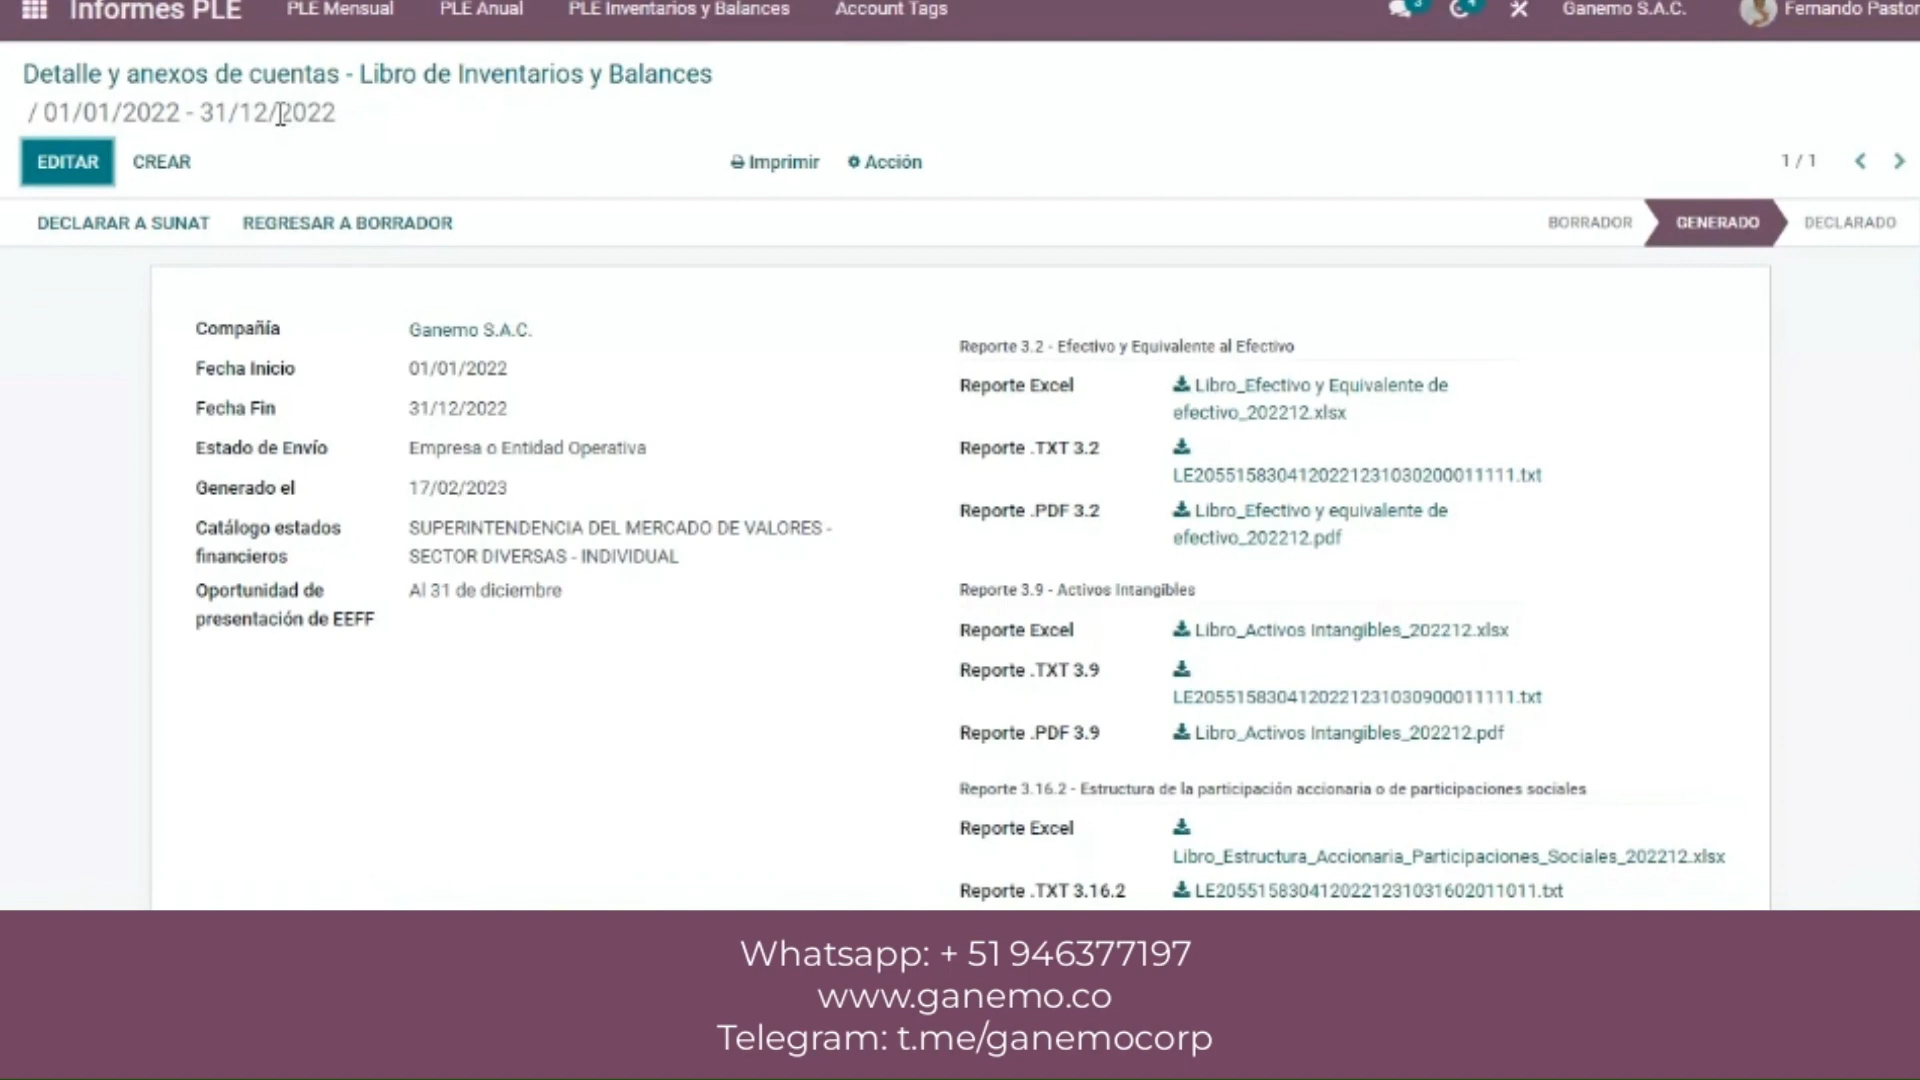 Informes PLE PLE Mensual PLE Anual PLE Inventarios y Balances Account Tags 3 4 Ganemo S.A.C. Fernando Pastor
Detalle y anexos de cuentas - Libro de Inventarios y Balances
/ 01/01/2022 - 31/12/2022
EDITAR CREAR Imprimir Acción 1 / 1
DECLARAR A SUNAT REGRESAR A BORRADOR BORRADOR GENERADO DECLARADO
Compañía Ganemo S.A.C.
Fecha Inicio 01/01/2022
Fecha Fin 31/12/2022
Estado de Envío Empresa o Entidad Operativa
Generado el 17/02/2023
Catálogo estados SUPERINTENDENCIA DEL MERCADO DE VALORES -
financieros SECTOR DIVERSAS - INDIVIDUAL
Oportunidad de Al 31 de diciembre
presentación de EEFF
Reporte 3.2 - Efectivo y Equivalente al Efectivo
Reporte Excel Libro_Efectivo y Equivalente de
efectivo_202212.xlsx
Reporte .TXT 3.2
LE2055158304120221231030200011111.txt
Reporte .PDF 3.2 Libro_Efectivo y equivalente de
efectivo_202212.pdf
Reporte 3.9 - Activos Intangibles
Reporte Excel Libro_Activos Intangibles_202212.xlsx
Reporte .TXT 3.9
LE2055158304120221231030900011111.txt
Reporte .PDF 3.9 Libro_Activos Intangibles_202212.pdf
Reporte 3.16.2 - Estructura de la participación accionaria o de participaciones sociales
Reporte Excel
Libro_Estructura_Accionaria_Participaciones_Sociales_202212.xlsx
Reporte .TXT 3.16.2 LE2055158304120221231031602011011.txt
Whatsapp: + 51 946377197
www.ganemo.co
Telegram: t.me/ganemocorp